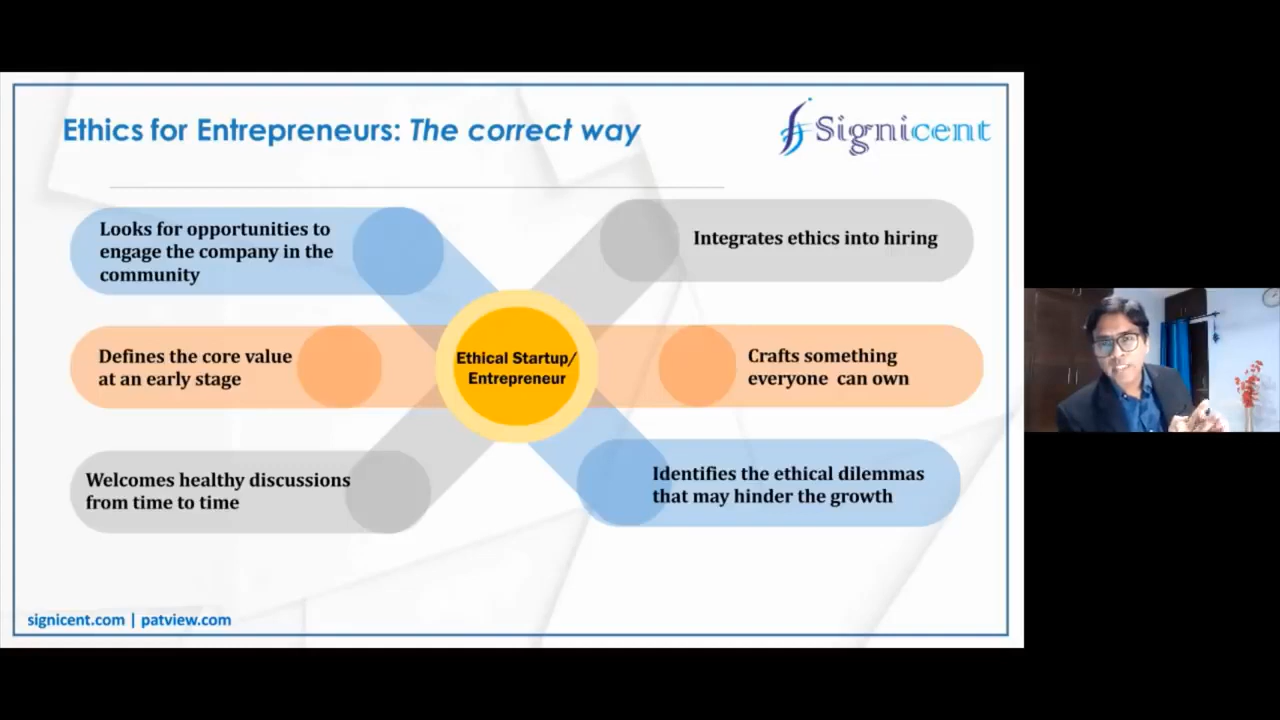 Ethics for Entrepreneurs: The correct way
Signicent
Looks for opportunities to
engage the company in the
community
Integrates ethics into hiring
Defines the core value
at an early stage
Ethical Startup/
Entrepreneur
Crafts something
everyone can own
Welcomes healthy discussions
from time to time
Identifies the ethical dilemmas
that may hinder the growth
signicent.com | patview.com